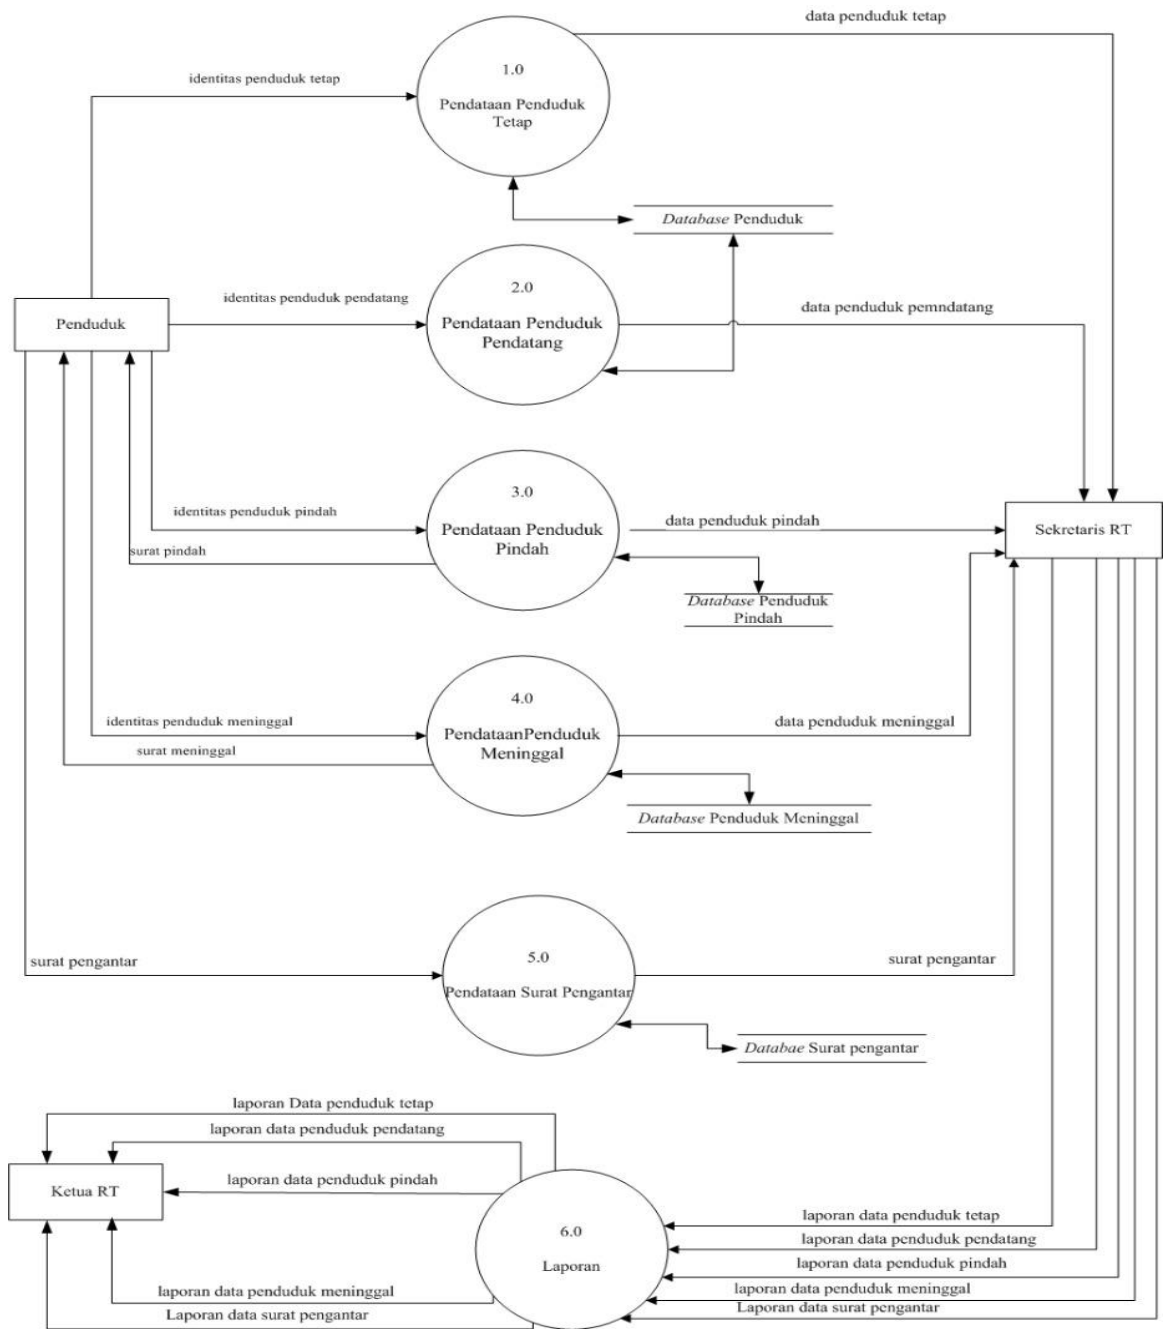 data penduduk tetap
1.0
identitas penduduk tetap
Pendataan Penduduk
Tetap
Database Penduduk
2.0
identitas penduduk pendatang
data penduduk pemndatang
Penduduk
Pendataan Penduduk
Pendatang
3.0
identitas penduduk pindah
data penduduk pindah
Pendataan Penduduk
Pindah
Sekretaris RT
surat pindah
Database Penduduk
Pindah
4.0
identitas penduduk meninggal
data penduduk meninggal
PendataanPenduduk
Meninggal
surat meninggal
Database Penduduk Meninggal
5.0
surat pengantar
surat pengantar
Pendataan Surat Pengantar
Databae Surat pengantar
laporan Data penduduk tetap
laporan data penduduk pendatang
laporan data penduduk pindah
Ketua RT
6.0
Laporan
laporan data penduduk tetap
laporan data penduduk pendatang
laporan data penduduk pindah
laporan data penduduk meninggal
laporan data penduduk meninggal
Laporan data surat pengantar
Laporan data surat pengantar